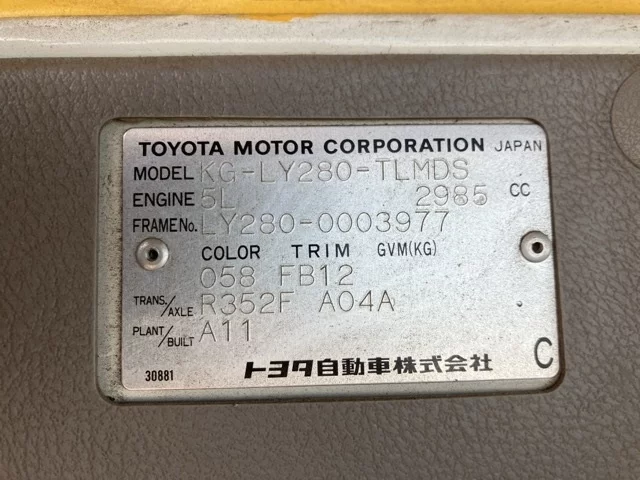 TOYOTA MOTOR CORPORATION JAPAN
MODEL KG-LY280-TLMDS
ENGINE 5L 2985 CC
FRAME No. LY280-0003977
COLOR TRIM GVM(KG)
058 FB12
TRANS./AXLE R352F A04A
PLANT/BUILT A11
30881 トヨタ自動車株式会社 C